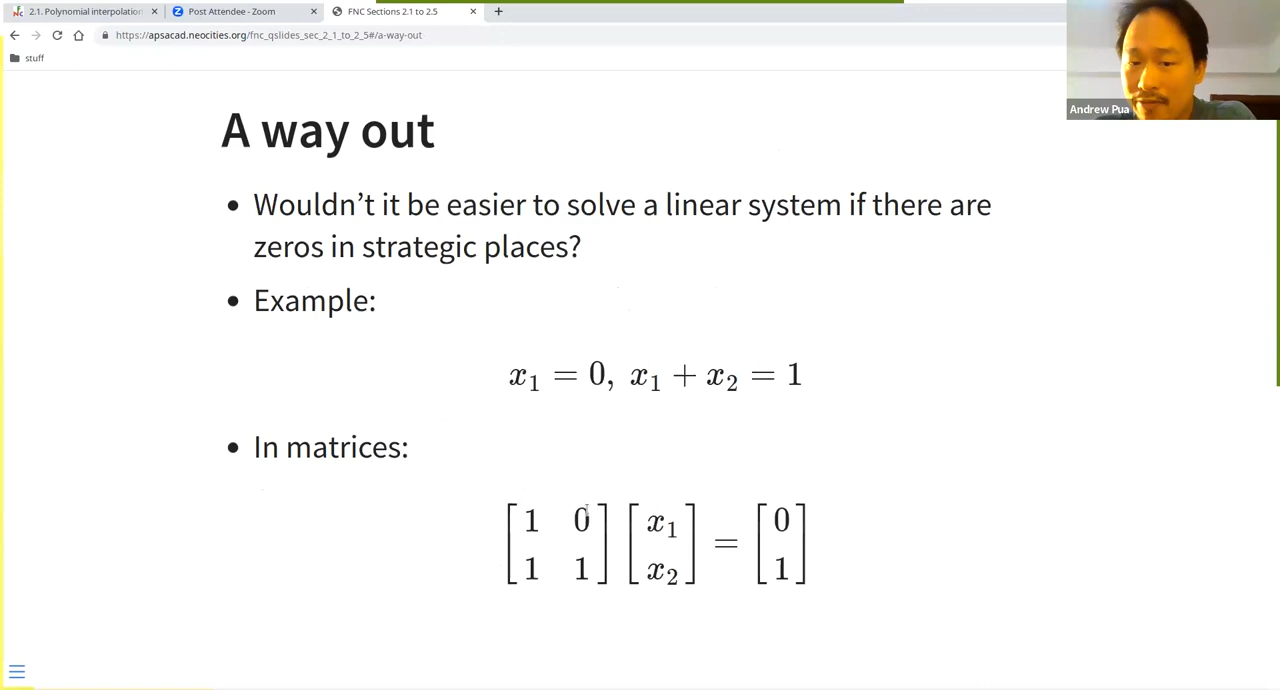 2.1. Polynomial interpolation
Post Attendee - Zoom
FNC Sections 2.1 to 2.5
https://apsacad.neocities.org/fnc_qslides_sec_2_1_to_2_5#/a-way-out
stuff
Andrew Pua
A way out
• Wouldn’t it be easier to solve a linear system if there are
zeros in strategic places?
• Example:
x₁ = 0, x₁ + x₂ = 1
• In matrices:
[1 0; 1 1] [x₁; x₂] = [0; 1]